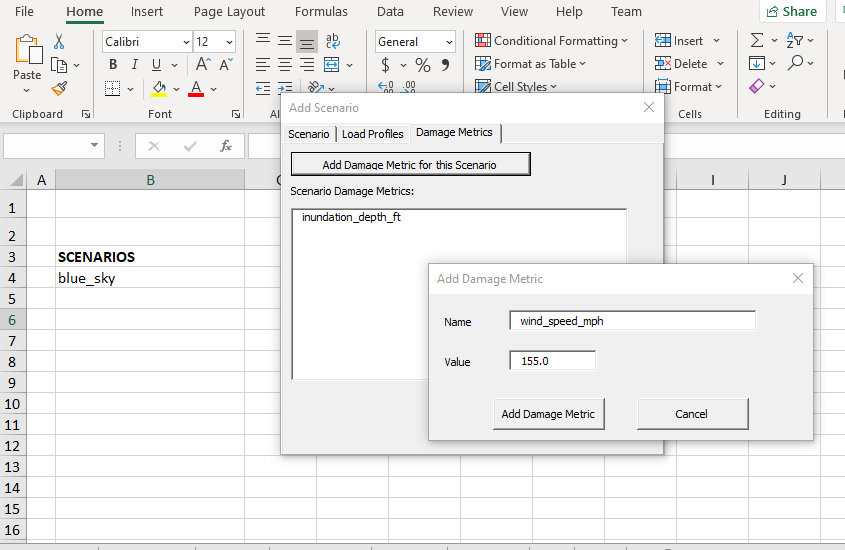 File Home Insert Page Layout Formulas Data Review View Help Team Share
Calibri 12 General Conditional Formatting Insert
Paste B I U A A $ % 9 Format as Table Delete
A Cell Styles Format
Clipboard Font Al Cells Editing
fx
A B C I J
1
2
3 SCENARIOS
4 blue_sky
5
6
7
8
9
10
11
12
13
14
15
16
Add Scenario
Scenario Load Profiles Damage Metrics
Add Damage Metric for this Scenario
Scenario Damage Metrics:
inundation_depth_ft
Add Damage Metric
Name wind_speed_mph
Value 155.0
Add Damage Metric Cancel